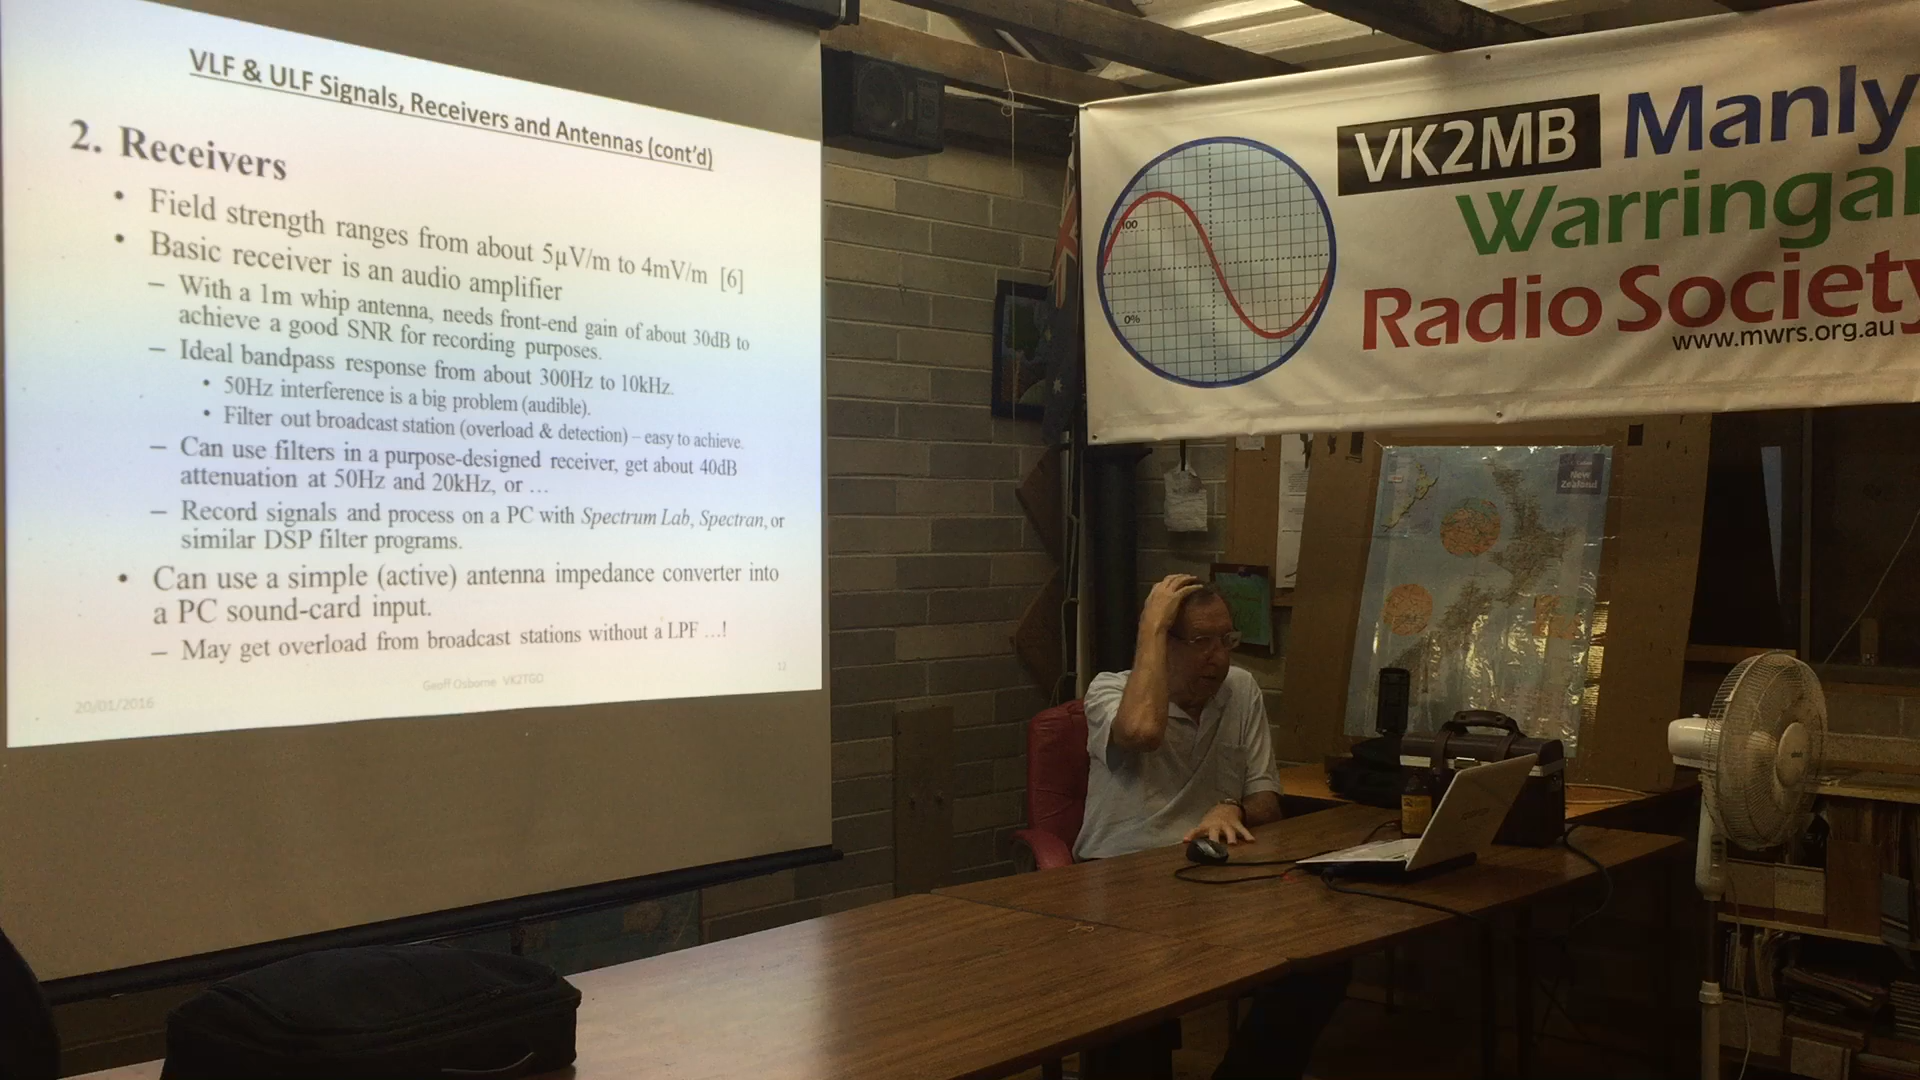 VLF & ULF Signals, Receivers and Antennas (cont'd)
2. Receivers
• Field strength ranges from about 5µV/m to 4mV/m [6]
• Basic receiver is an audio amplifier
– With a 1m whip antenna, needs front-end gain of about 30dB to
achieve a good SNR for recording purposes.
– Ideal bandpass response from about 300Hz to 10kHz.
• 50Hz interference is a big problem (audible).
• Filter out broadcast station (overload & detection) – easy to achieve.
– Can use filters in a purpose-designed receiver, get about 40dB
attenuation at 50Hz and 20kHz, or …
– Record signals and process on a PC with Spectrum Lab, Spectran, or
similar DSP filter programs.
• Can use a simple (active) antenna impedance converter into
a PC sound-card input.
– May get overload from broadcast stations without a LPF …!
20/01/2016
Geoff Osborne VK2TGO
12
VK2MB Manly
Warringa
Radio Society
www.mwrs.org.au
100
0%
New
Zealand